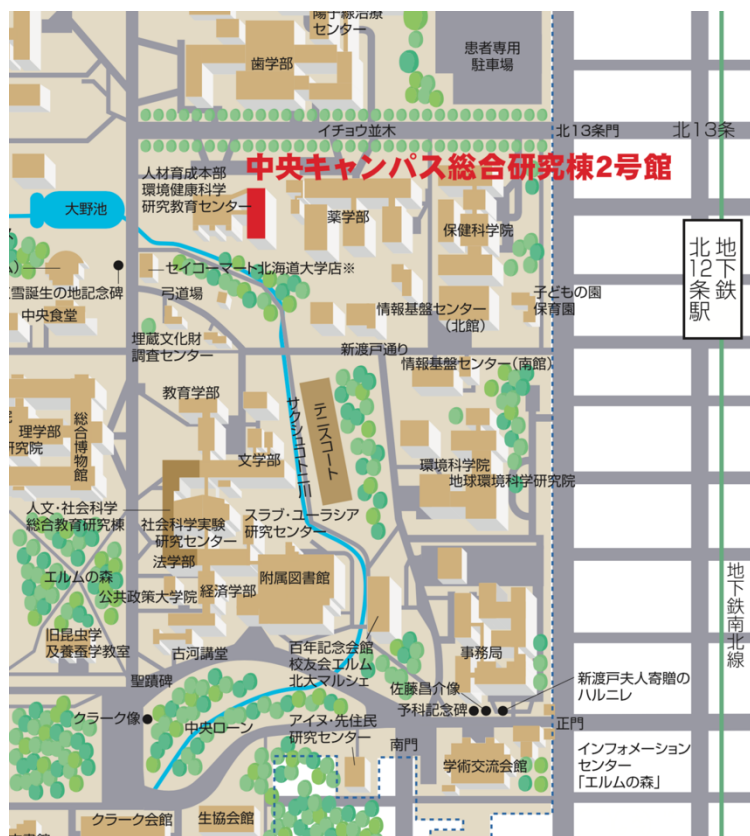 陽子線治療
センター
歯学部
患者専用
駐車場
イチョウ並木
北13条門
北13条
中央キャンパス総合研究棟2号館
人材育成本部
環境健康科学
研究教育センター
大野池
薬学部
保健科学院
地下鉄
北12条駅
セイコーマート北海道大学店※
雪誕生の地記念碑
弓道場
中央食堂
情報基盤センター
（北館）
子どもの園
保育園
埋蔵文化財
調査センター
新渡戸通り
情報基盤センター（南館）
教育学部
サクシュコトニ川
テニスコート
総合博物館
理学部
研究院
文学部
環境科学院
地球環境科学研究院
人文・社会科学
総合教育研究棟
社会科学実験
研究センター
スラブ・ユーラシア
研究センター
法学部
エルムの森
公共政策大学院
経済学部
附属図書館
地下鉄南北線
旧昆虫学
及養蚕学教室
古河講堂
百年記念会館
校友会エルム
北大マルシェ
事務局
聖蹟碑
佐藤昌介像
予科記念碑
新渡戸夫人寄贈の
ハルニレ
クラーク像
中央ローン
アイヌ・先住民
研究センター
南門
正門
学術交流会館
インフォメーション
センター
「エルムの森」
クラーク会館
生協会館